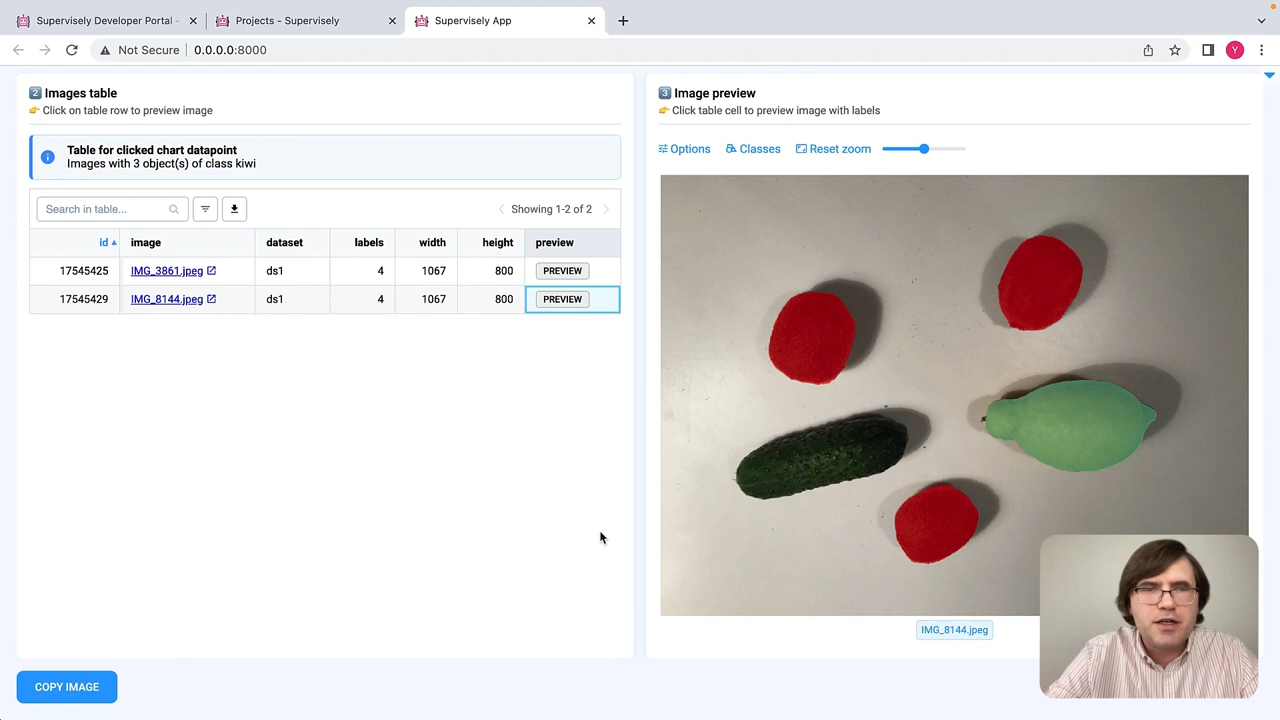 Supervisely Developer Portal -
Projects - Supervisely
Supervisely App
Not Secure
0.0.0.0:8000
Y
2 Images table
👉 Click on table row to preview image
Table for clicked chart datapoint
Images with 3 object(s) of class kiwi
Search in table...
Showing 1-2 of 2
id image dataset labels width height preview
17545425 IMG_3861.jpeg ds1 4 1067 800 PREVIEW
17545429 IMG_8144.jpeg ds1 4 1067 800 PREVIEW
COPY IMAGE
3 Image preview
👉 Click table cell to preview image with labels
Options Classes Reset zoom
IMG_8144.jpeg